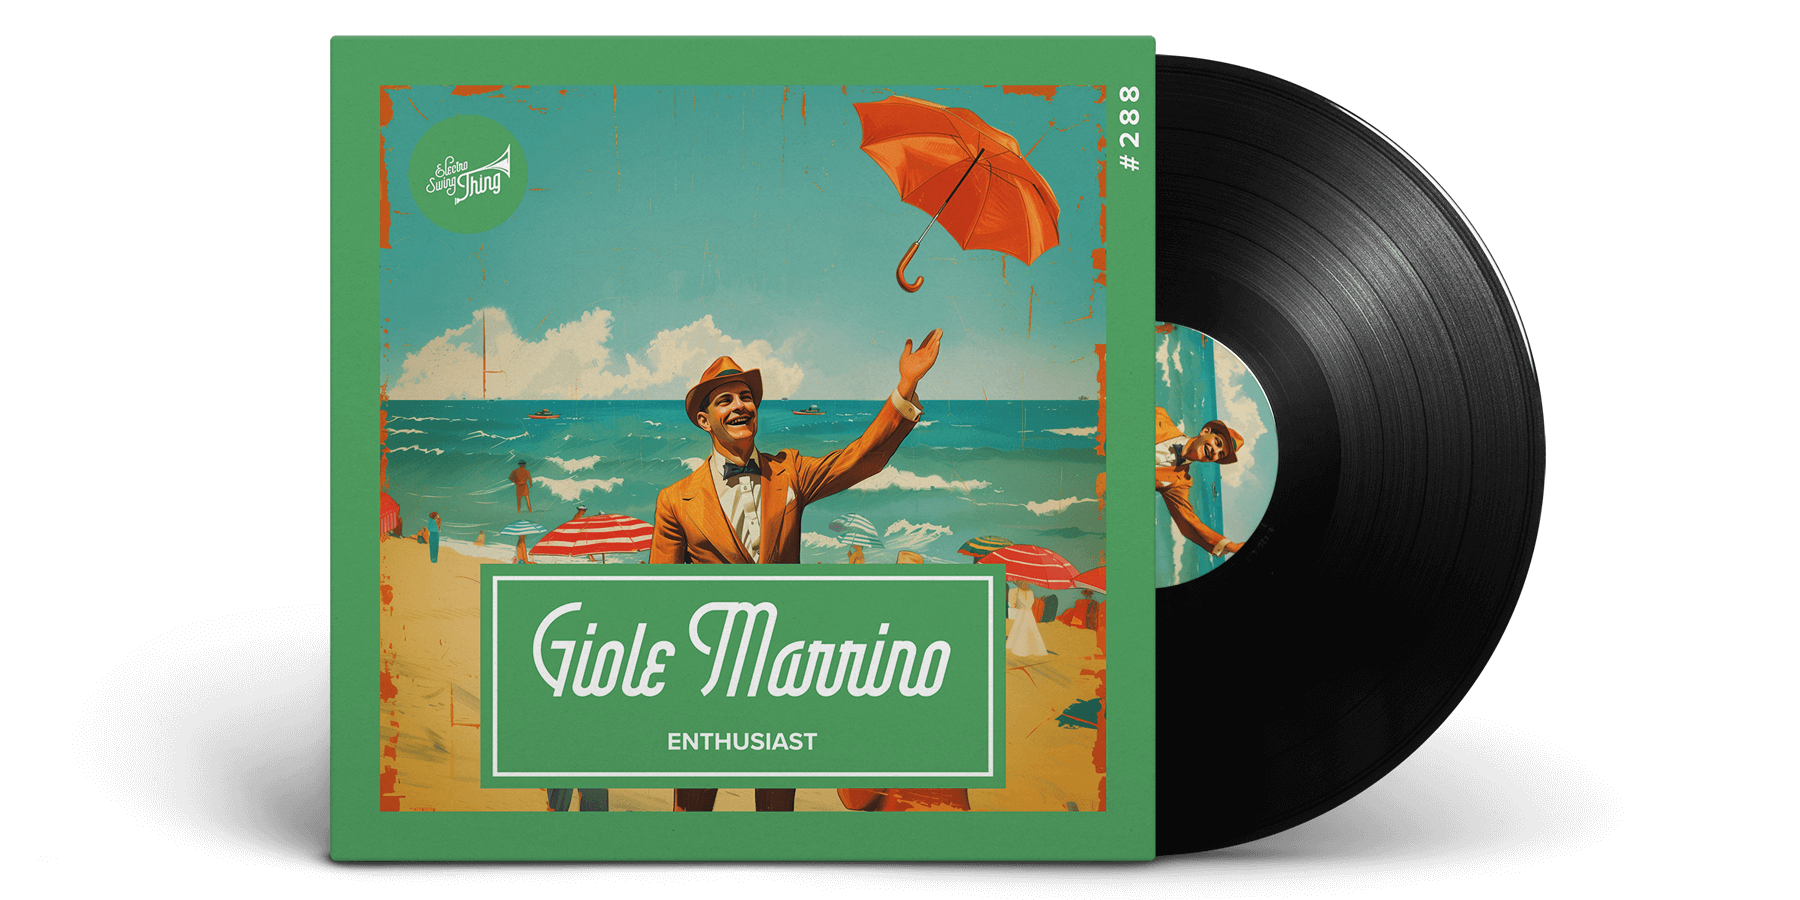 Electro
Swing Thing
#288
Giole Marrino
ENTHUSIAST